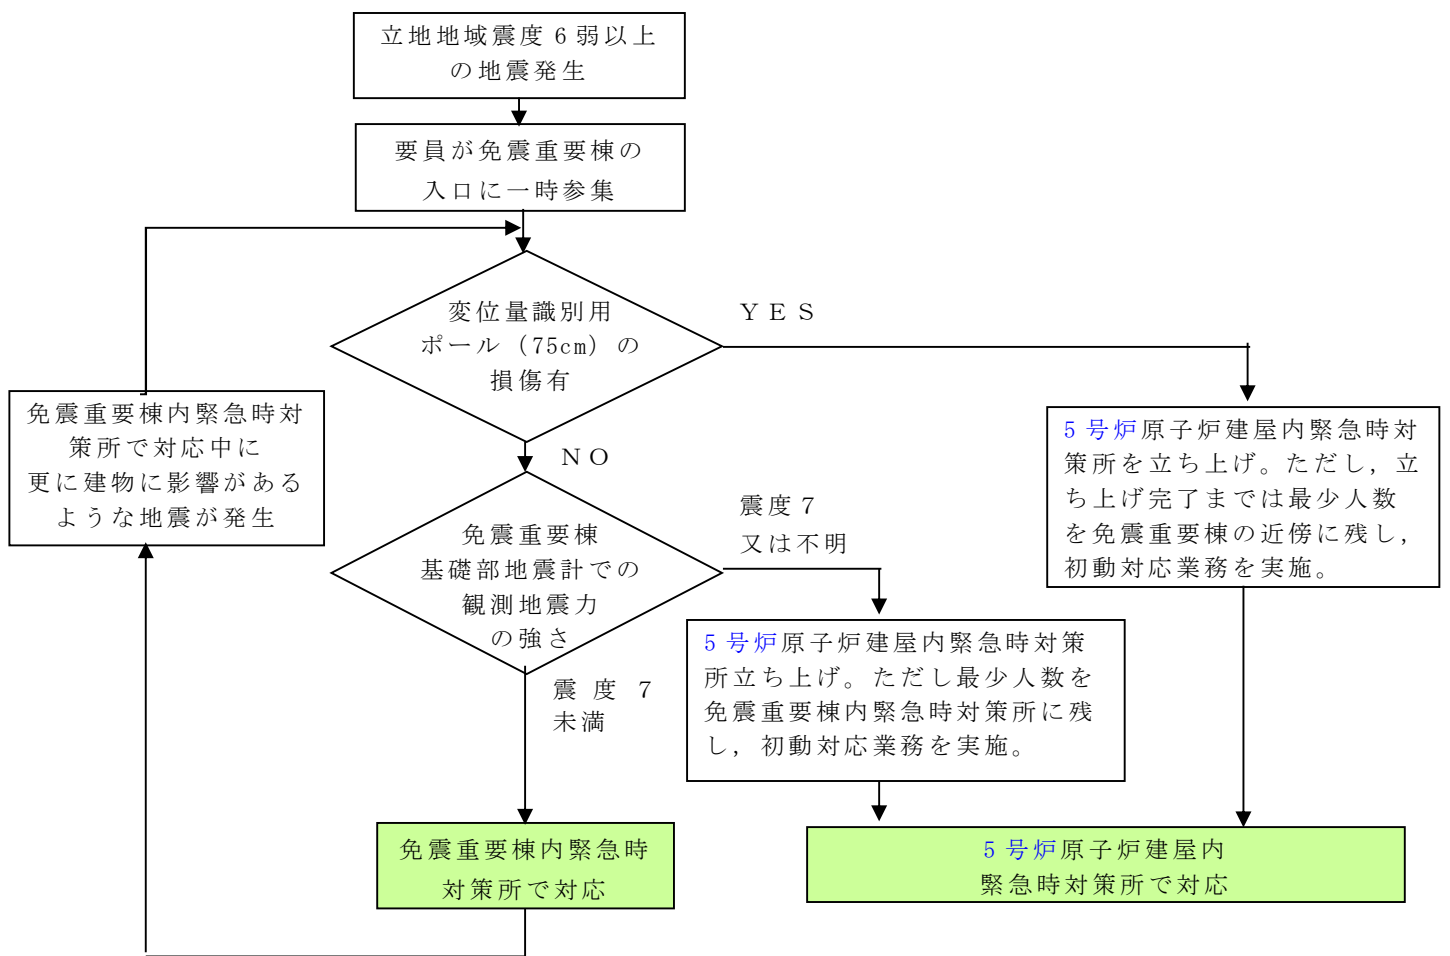 立地地域震度6弱以上
の地震発生
要員が免震重要棟の
入口に一時参集
変位量識別用
ポール（75cm）の
損傷有
ＹＥＳ
ＮＯ
免震重要棟内緊急時対
策所で対応中に
更に建物に影響がある
ような地震が発生
5号炉原子炉建屋内緊急時対
策所を立ち上げ。ただし，立
ち上げ完了までは最少人数
を免震重要棟の近傍に残し，
初動対応業務を実施。
免震重要棟
基礎部地震計での
観測地震力
の強さ
震度7
又は不明
震度7
未満
5号炉原子炉建屋内緊急時対策
所立ち上げ。ただし最少人数を
免震重要棟内緊急時対策所に残
し，初動対応業務を実施。
免震重要棟内緊急時
対策所で対応
5号炉原子炉建屋内
緊急時対策所で対応